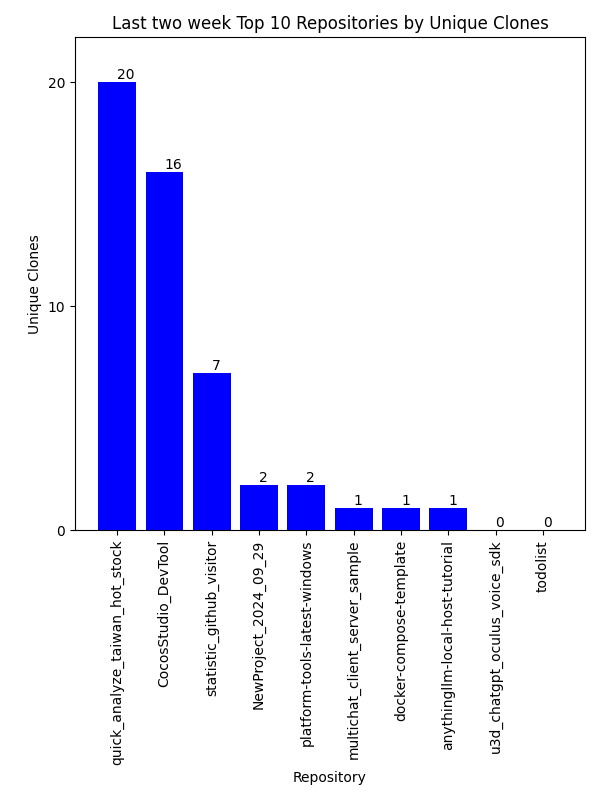 Last two week Top 10 Repositories by Unique Clones
Unique Clones
20
10
0
20
16
7
2
2
1
1
1
0
0
quick_analyze_taiwan_hot_stock
CocosStudio_DevTool
statistic_github_visitor
NewProject_2024_09_29
platform-tools-latest-windows
multichat_client_server_sample
docker-compose-template
anythingllm-local-host-tutorial
u3d_chatgpt_oculus_voice_sdk
todolist
Repository